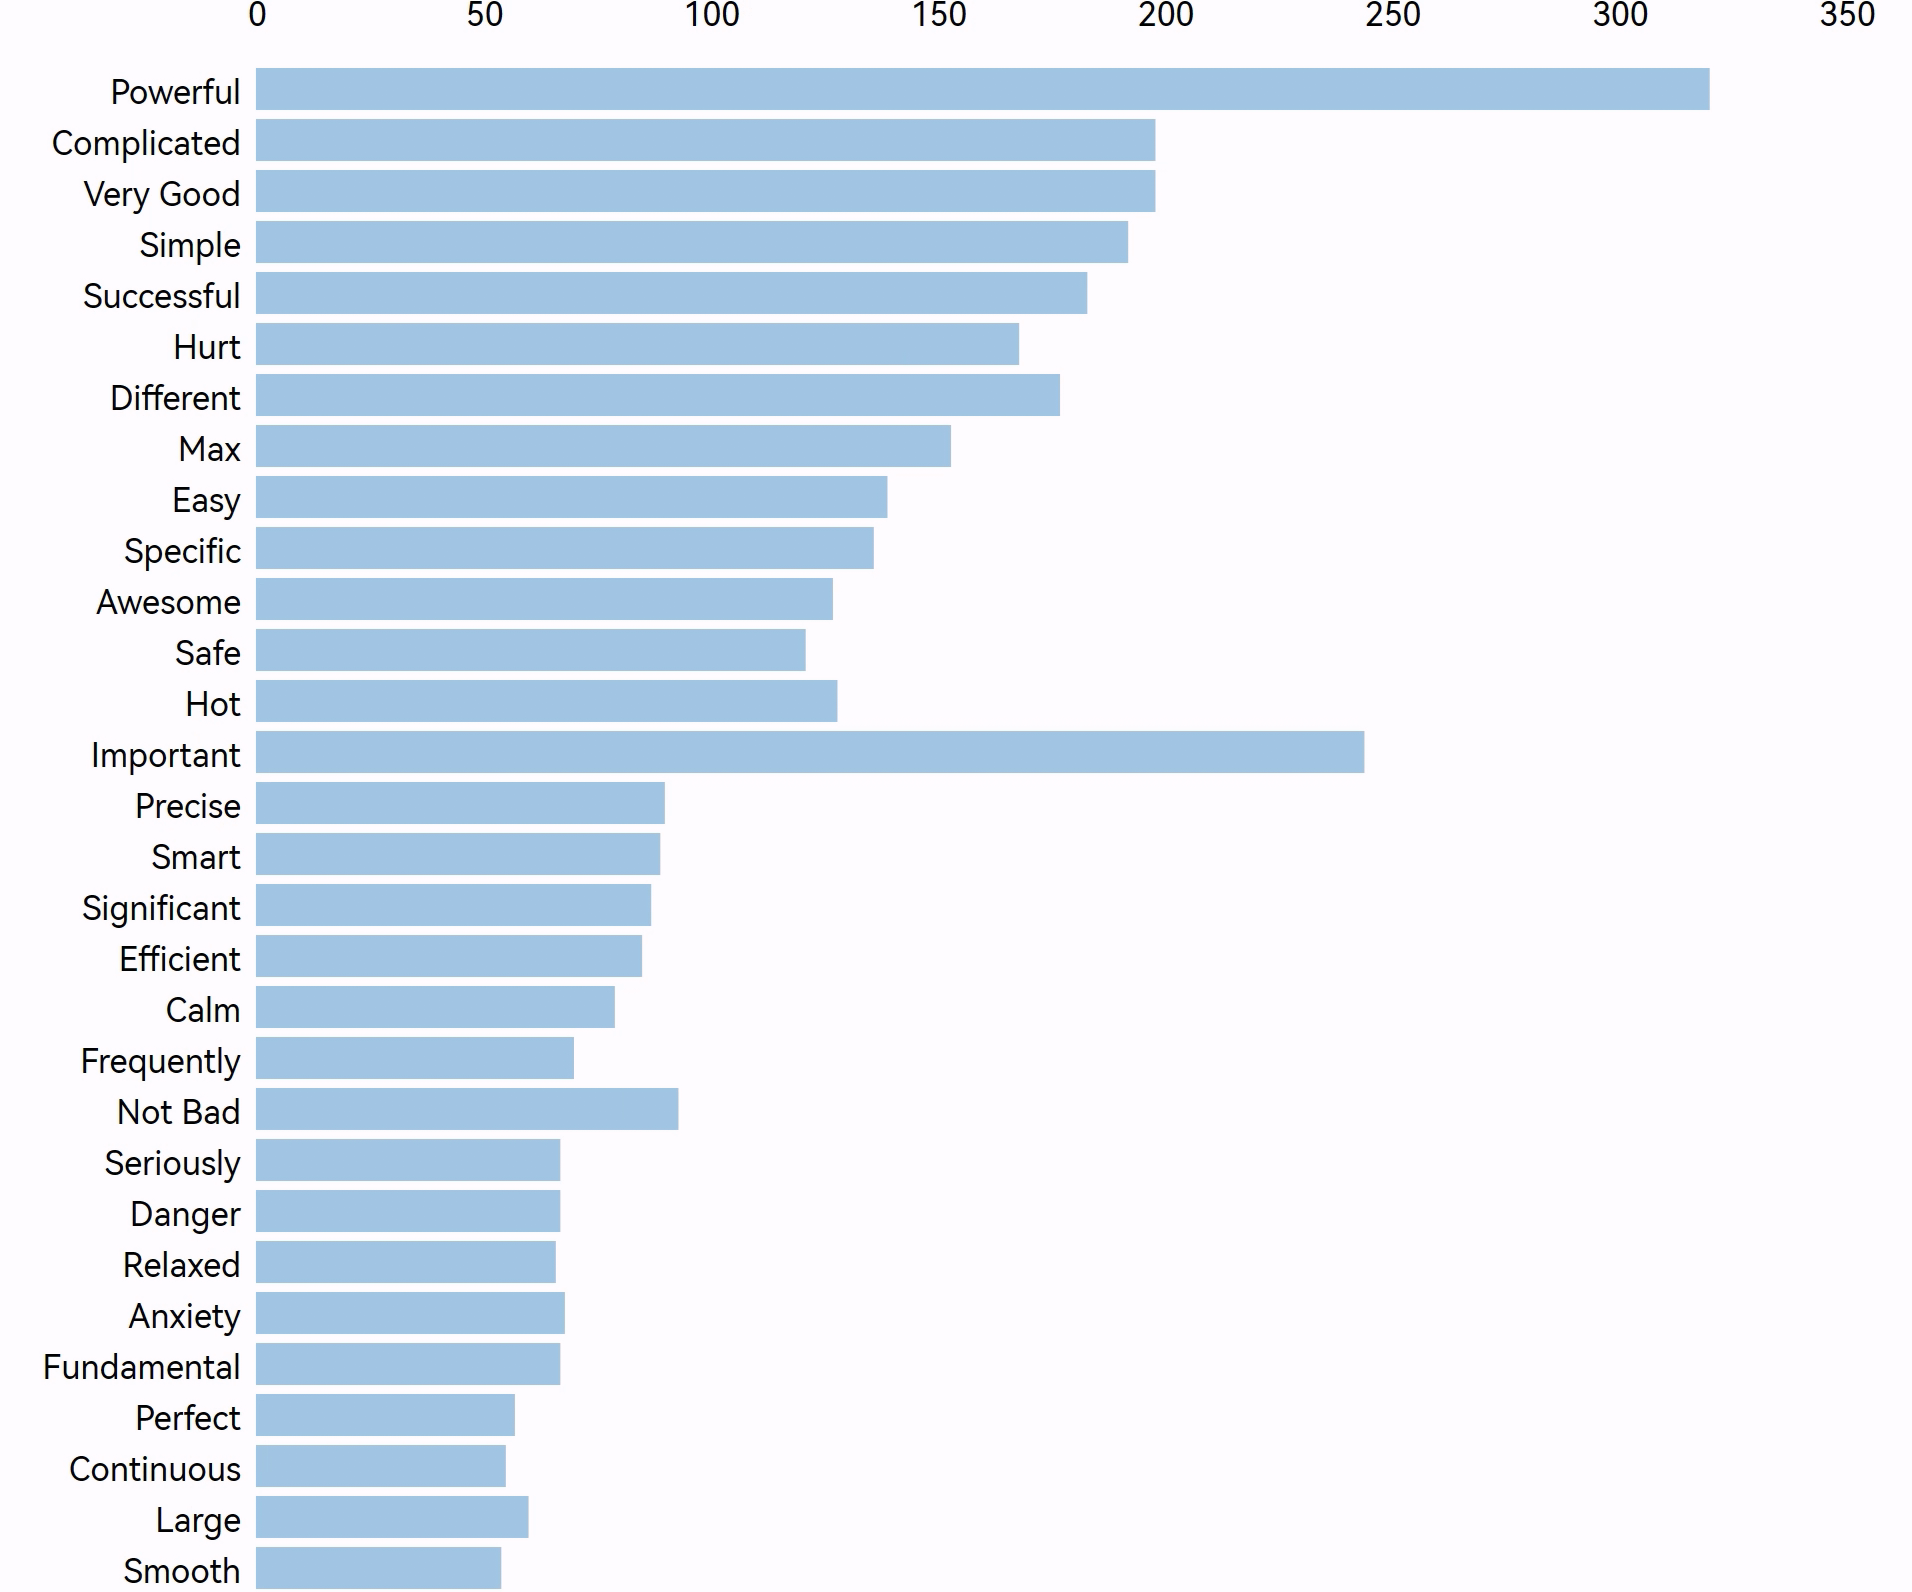 0 50 100 150 200 250 300 350
Powerful
Complicated
Very Good
Simple
Successful
Hurt
Different
Max
Easy
Specific
Awesome
Safe
Hot
Important
Precise
Smart
Significant
Efficient
Calm
Frequently
Not Bad
Seriously
Danger
Relaxed
Anxiety
Fundamental
Perfect
Continuous
Large
Smooth